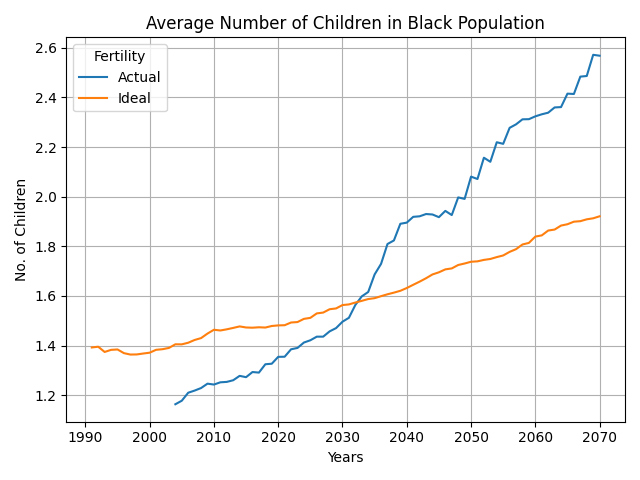 Average Number of Children in Black Population
Fertility
Actual
Ideal
2.6
2.4
2.2
2.0
1.8
1.6
1.4
1.2
No. of Children
1990 2000 2010 2020 2030 2040 2050 2060 2070
Years